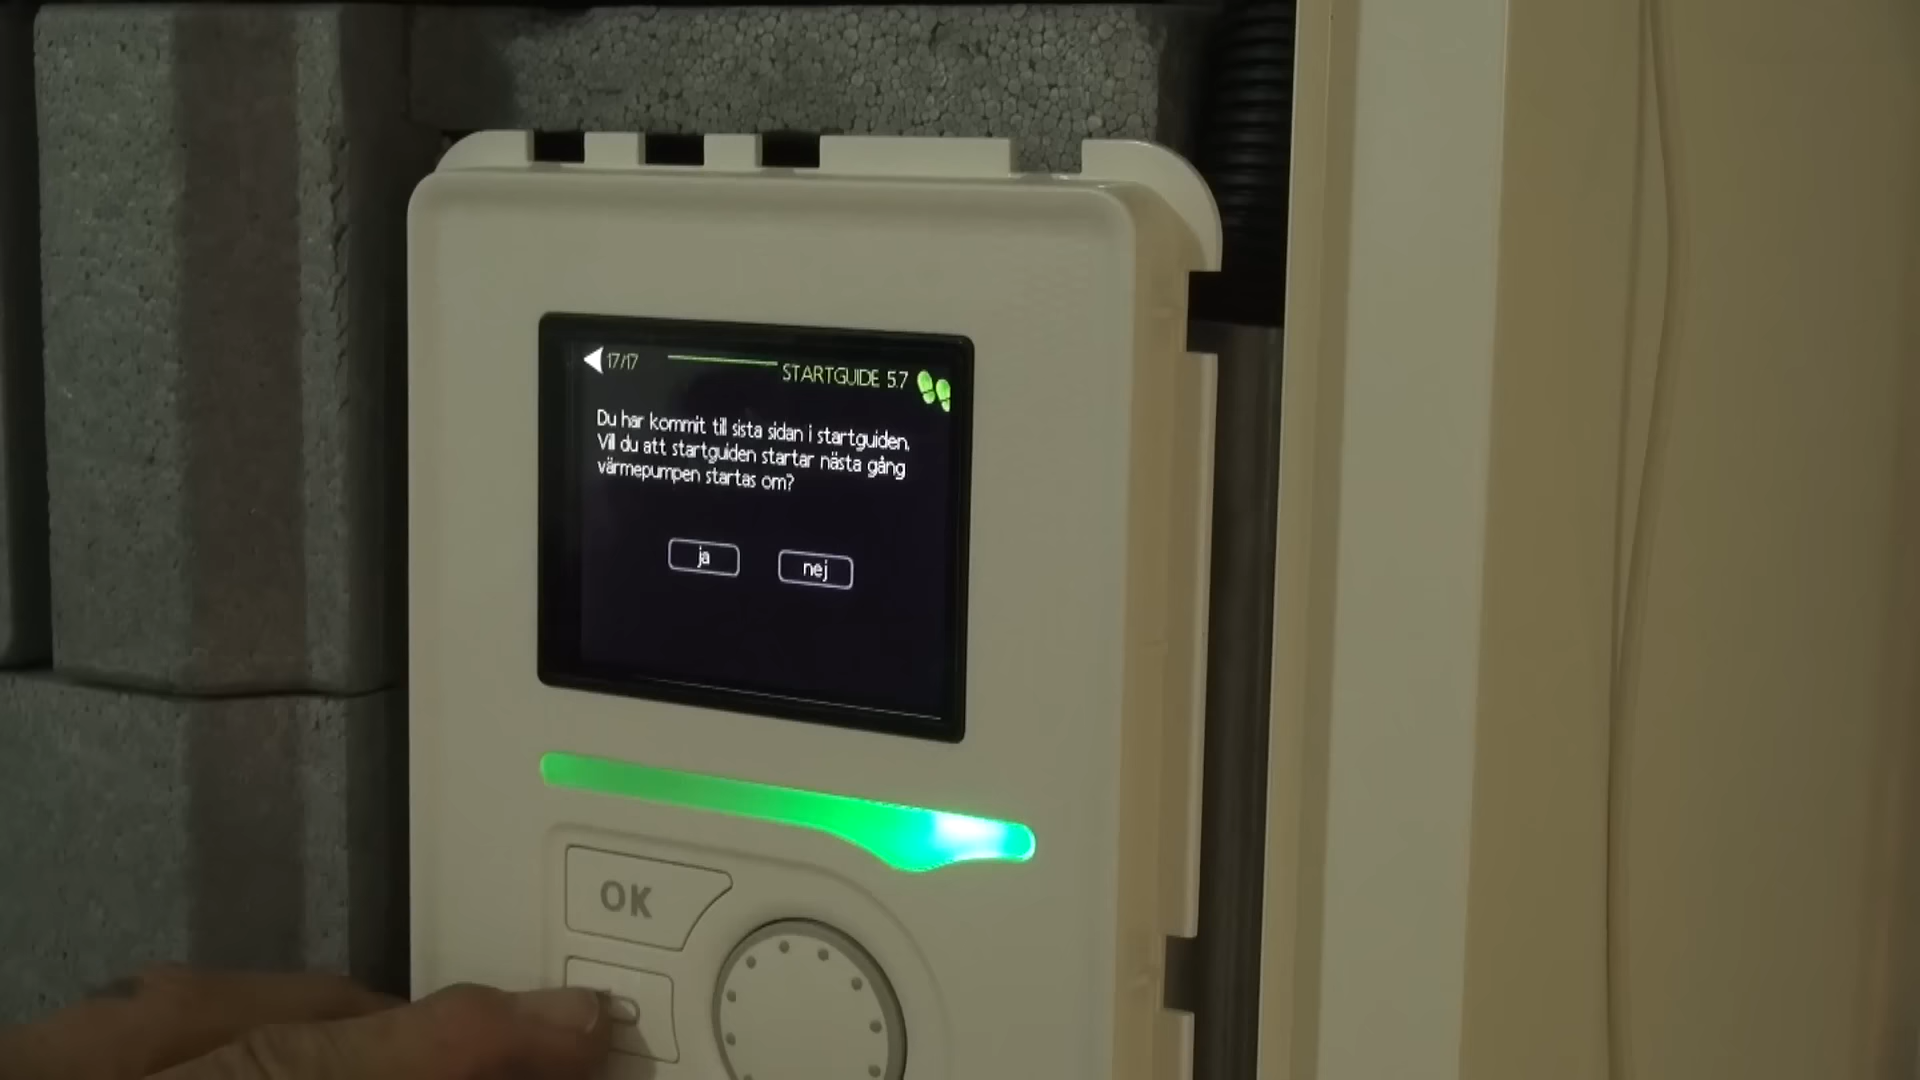 17/17
STARTGUIDE 5.7
Du har kommit till sista sidan i startguiden.
Vill du att startguiden startar nästa gång
värmepumpen startas om?
ja
nej
OK